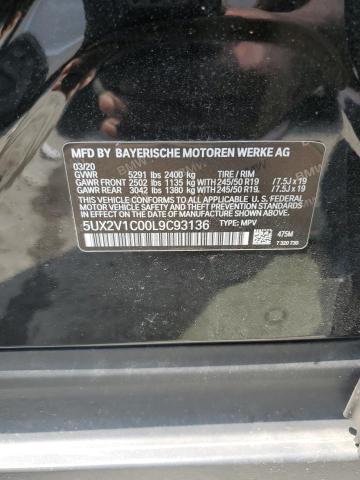 MFD BY BAYERISCHE MOTOREN WERKE AG
03/20
GVWR 5291 lbs 2400 kg TIRE / RIM
GAWR FRONT 2502 lbs 1135 kg WITH 245/50 R19 /7.5J x 19
GAWR REAR 3042 lbs 1380 kg WITH 245/50 R19. /7.5J x 19
THIS VEHICLE CONFORMS TO ALL APPLICABLE U.S. FEDERAL
MOTOR VEHICLE SAFETY STANDARDS IN EFFECT ON THE
DATE OF MANUFACTURE SHOWN ABOVE.
5UX2V1C00L9C93136 TYPE: MPV
475M
7 320 730